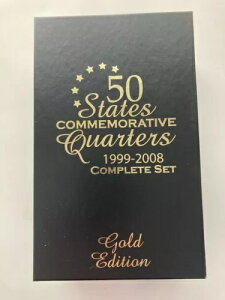 50
States
COMMEMORATIVE
Quarters
1999-2008
COMPLETE SET
Gold
Edition